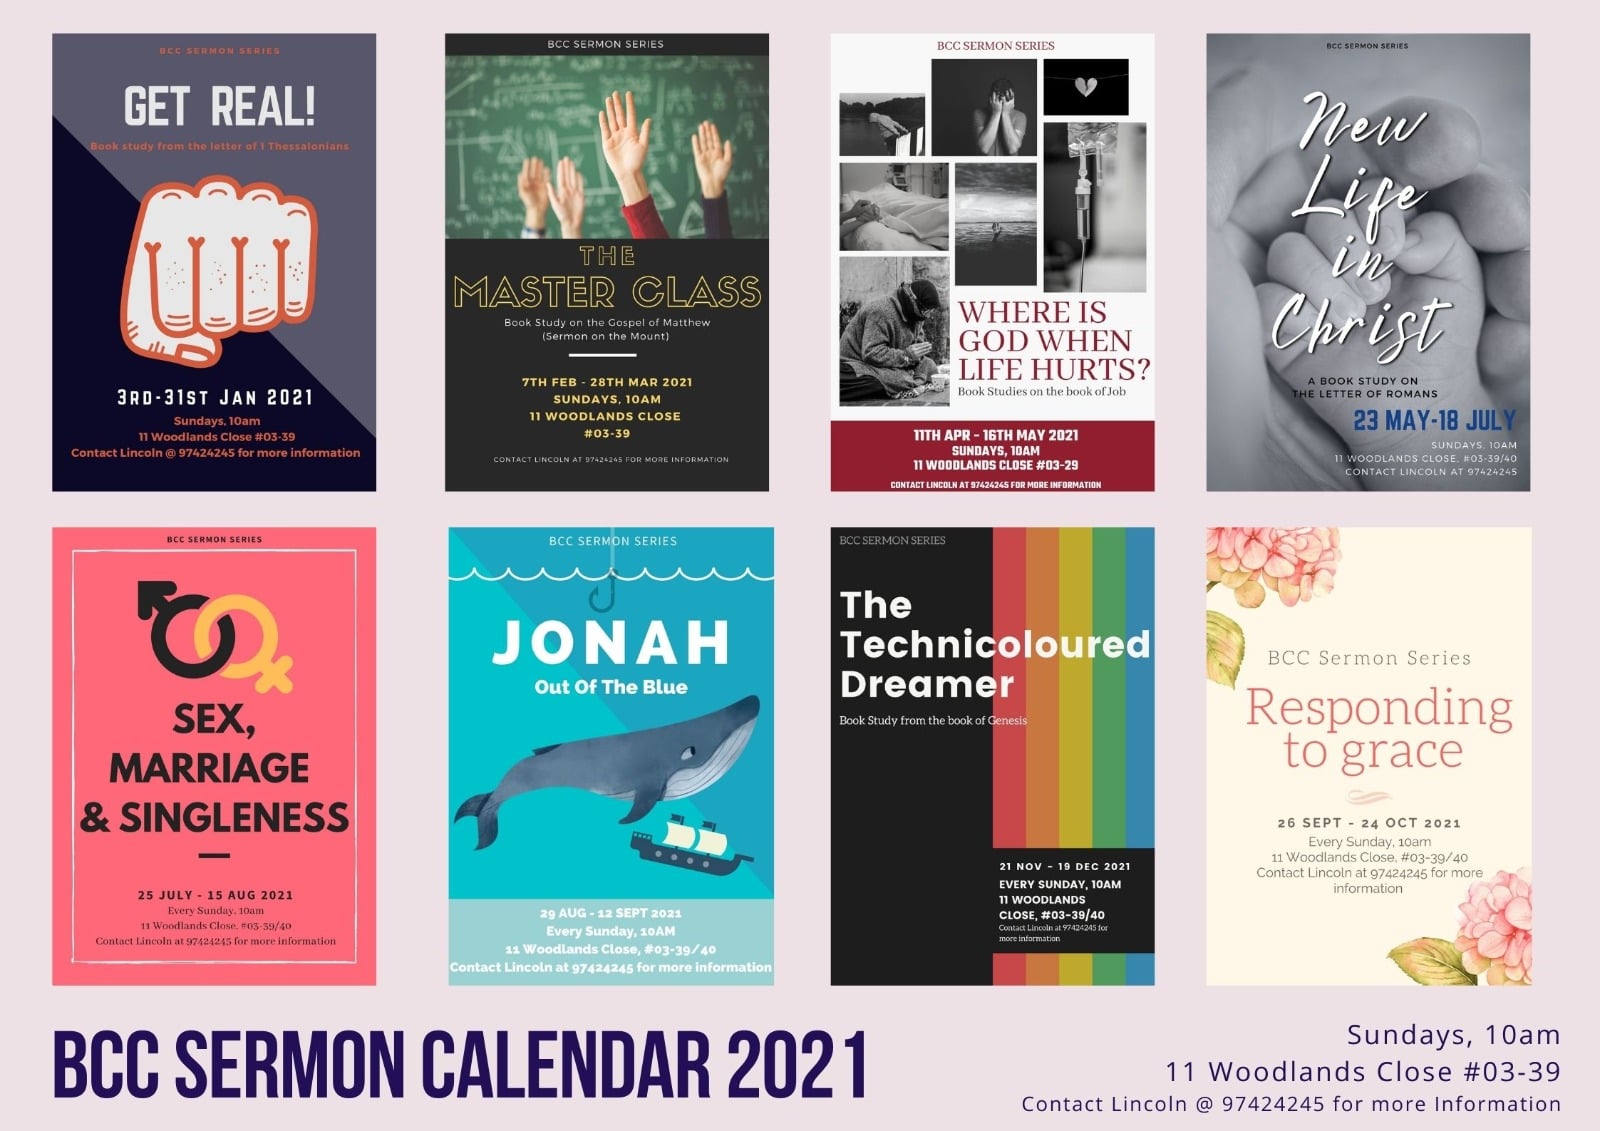 BCC SERMON SERIES
GET REAL!
Book study from the letter of 1 Thessalonians
3RD-31ST JAN 2021
Sundays, 10am
11 Woodlands Close #03-39
Contact Lincoln @ 97424245 for more information
BCC SERMON SERIES
THE
MASTER CLASS
Book Study on the Gospel of Matthew
(Sermon on the Mount)
7TH FEB - 28TH MAR 2021
SUNDAYS, 10AM
11 WOODLANDS CLOSE
#03-39
CONTACT LINCOLN AT 97424245 FOR MORE INFORMATION
BCC SERMON SERIES
WHERE IS
GOD WHEN
LIFE HURTS?
Book Studies on the book of Job
11TH APR - 16TH MAY 2021
SUNDAYS, 10AM
11 WOODLANDS CLOSE #03-29
CONTACT LINCOLN AT 97424245 FOR MORE INFORMATION
BCC SERMON SERIES
New
Life
in
Christ
A BOOK STUDY ON
THE LETTER OF ROMANS
23 MAY-18 JULY
SUNDAYS, 10AM
11 WOODLANDS CLOSE, #03-39/40
CONTACT LINCOLN AT 97424245
BCC SERMON SERIES
SEX,
MARRIAGE
& SINGLENESS
25 JULY - 15 AUG 2021
Every Sunday, 10am
11 Woodlands Close, #03-39/40
Contact Lincoln at 97424245 for more information
BCC SERMON SERIES
JONAH
Out Of The Blue
29 AUG - 12 SEPT 2021
Every Sunday, 10AM
11 Woodlands Close, #03-39/40
Contact Lincoln at 97424245 for more information
BCC SERMON SERIES
The
Technicoloured
Dreamer
Book Study from the book of Genesis
21 NOV - 19 DEC 2021
EVERY SUNDAY, 10AM
11 WOODLANDS
CLOSE, #03-39/40
Contact Lincoln at 97424245 for
more information
BCC Sermon Series
Responding
to grace
26 SEPT - 24 OCT 2021
Every Sunday, 10am
11 Woodlands Close, #03-39/40
Contact Lincoln at 97424245 for more
information
BCC SERMON CALENDAR 2021
Sundays, 10am
11 Woodlands Close #03-39
Contact Lincoln @ 97424245 for more Information